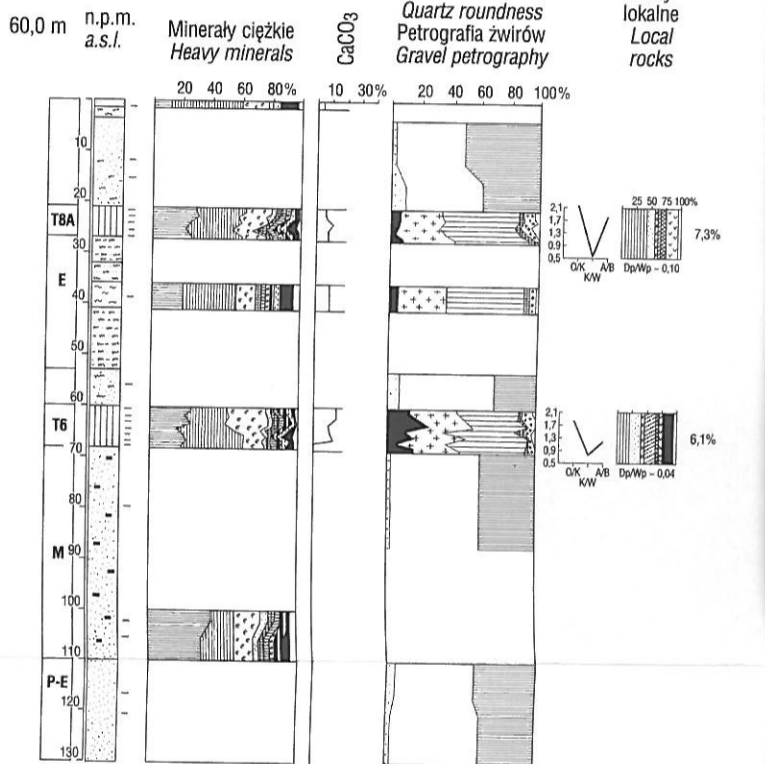 60,0 m
n.p.m.
a.s.l.
Minerały ciężkie
Heavy minerals
CaCO3
Quartz roundness
Petrografia żwirów
Gravel petrography
lokalne
Local
rocks
20 40 60 80%
10 30%
20 40 60 80 100%
10
20
T8A
30
E
40
50
60
T6
70
80
M
90
100
110
P-E
120
130
2,1
1,7
1,3
0,9
0,5
O/K
K/W
A/B
25 50 75 100%
Dp/Wp ~ 0,10
7,3%
2,1
1,7
1,3
0,9
0,5
O/K
K/W
A/B
Dp/Wp ~ 0,04
6,1%